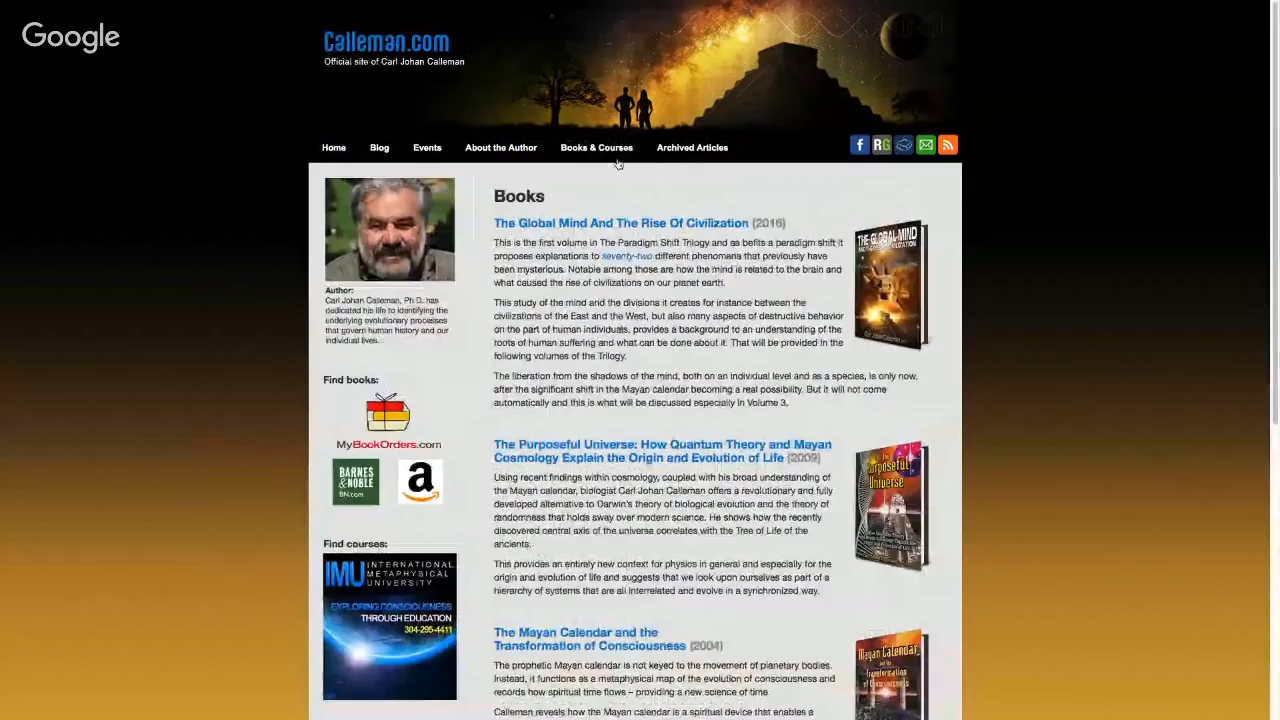 Google
Calleman.com
Official site of Carl Johan Calleman
Home Blog Events About the Author Books & Courses Archived Articles
f RG
Author:
Carl Johan Calleman, Ph.D. has
dedicated his life to identifying the
underlying evolutionary processes
that govern human history and our
individual lives.
Find books:
MyBookOrders.com
BARNES
& NOBLE
BN.com
a
Find courses:
IMU INTERNATIONAL
METAPHYSICAL
UNIVERSITY
EXPLORING CONSCIOUSNESS
THROUGH EDUCATION
304-295-4411
Books
The Global Mind And The Rise Of Civilization (2016)
This is the first volume in The Paradigm Shift Trilogy and as befits a paradigm shift it
proposes explanations to seventy-two different phenomena that previously have
been mysterious. Notable among those are how the mind is related to the brain and
what caused the rise of civilizations on our planet earth.
This study of the mind and the divisions it creates for instance between the
civilizations of the East and the West, but also many aspects of destructive behavior
on the part of human individuals, provides a background to an understanding of the
roots of human suffering and what can be done about it. That will be provided in the
following volumes of the Trilogy.
The liberation from the shadows of the mind, both on an individual level and as a species, is only now,
after the significant shift in the Mayan calendar becoming a real possibility. But it will not come
automatically and this is what will be discussed especially in Volume 3.
THE GLOBAL MIND
The Purposeful Universe: How Quantum Theory and Mayan
Cosmology Explain the Origin and Evolution of Life (2009)
Using recent findings within cosmology, coupled with his broad understanding of
the Mayan calendar, biologist Carl Johan Calleman offers a revolutionary and fully
developed alternative to Darwin's theory of biological evolution and the theory of
randomness that holds sway over modern science. He shows how the recently
discovered central axis of the universe correlates with the Tree of Life of the
ancients.
This provides an entirely new context for physics in general and especially for the
origin and evolution of life and suggests that we look upon ourselves as part of a
hierarchy of systems that are all interrelated and evolve in a synchronized way.
The
Purposeful
Universe
The Mayan Calendar and the
Transformation of Consciousness (2004)
The prophetic Mayan calendar is not keyed to the movement of planetary bodies.
Instead, it functions as a metaphysical map of the evolution of consciousness and
records how spiritual time flows – providing a new science of time
Calleman reveals how the Mayan calendar is a spiritual device that enables a
Mayan Calendar
and the
Transformation
of Consciousness